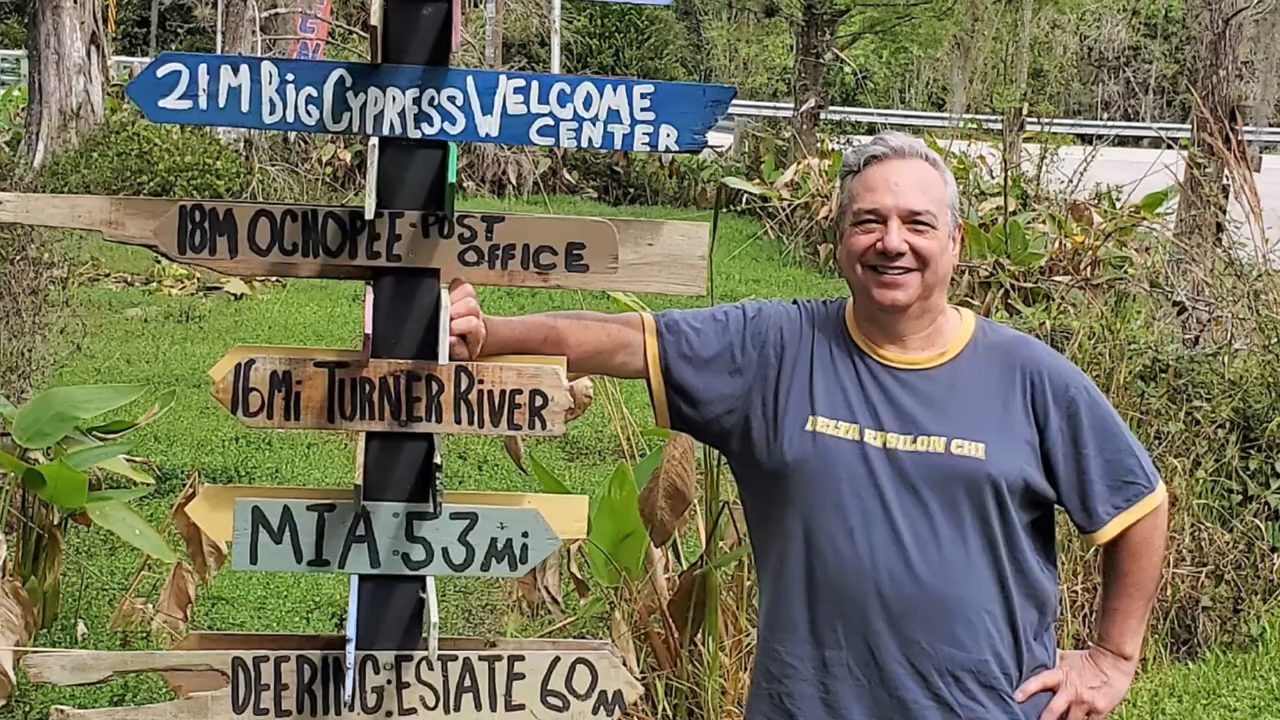 21M BIG CYPRESS WELCOME
CENTER
18M OCHOPEE-POST
OFFICE
16Mi TURNER RIVER
MIA:53Mi
DEERING:ESTATE 60M
DELTA EPSILON CHI